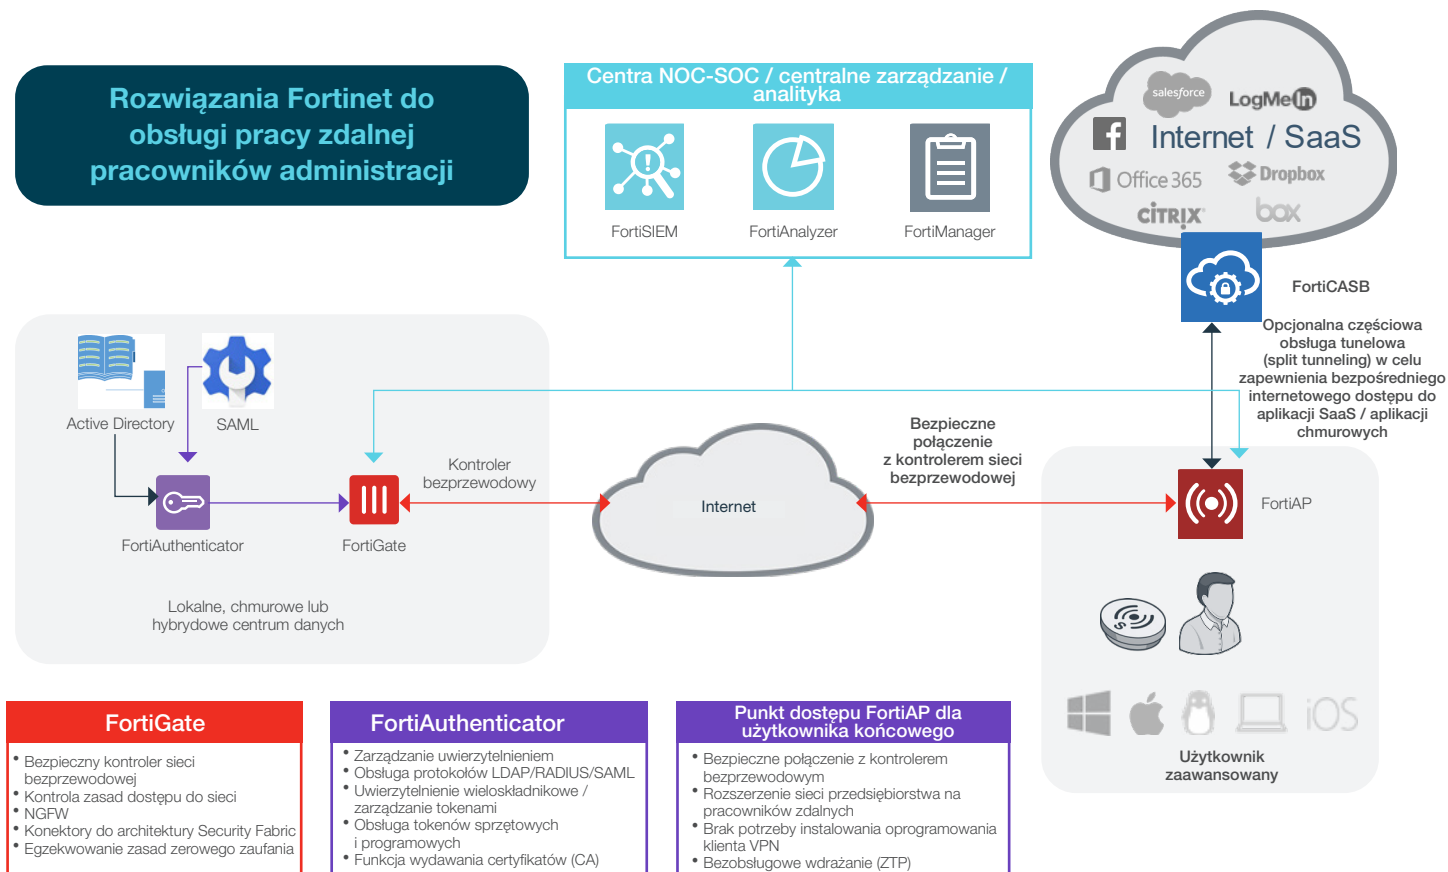 Rozwiązania Fortinet do
obsługi pracy zdalnej
pracowników administracji
Centra NOC-SOC / centralne zarządzanie /
analityka
FortiSIEM
FortiAnalyzer
FortiManager
salesforce
LogMeIn
Internet / SaaS
Office 365
Dropbox
CITRIX
box
FortiCASB
Opcjonalna częściowa
obsługa tunelowa
(split tunneling) w celu
zapewnienia bezpośredniego
internetowego dostępu do
aplikacji SaaS / aplikacji
chmurowych
Active Directory
SAML
FortiAuthenticator
FortiGate
Kontroler
bezprzewodowy
Lokalne, chmurowe lub
hybrydowe centrum danych
Internet
Bezpieczne
połączenie
z kontrolerem sieci
bezprzewodowej
FortiAP
iOS
Użytkownik
zaawansowany
FortiGate
• Bezpieczny kontroler sieci
bezprzewodowej
• Kontrola zasad dostępu do sieci
• NGFW
• Konektory do architektury Security Fabric
• Egzekwowanie zasad zerowego zaufania
FortiAuthenticator
• Zarządzanie uwierzytelnieniem
• Obsługa protokołów LDAP/RADIUS/SAML
• Uwierzytelnienie wieloskładnikowe /
zarządzanie tokenami
• Obsługa tokenów sprzętowych
i programowych
• Funkcja wydawania certyfikatów (CA)
Punkt dostępu FortiAP dla
użytkownika końcowego
• Bezpieczne połączenie z kontrolerem
bezprzewodowym
• Rozszerzenie sieci przedsiębiorstwa na
pracowników zdalnych
• Brak potrzeby instalowania oprogramowania
klienta VPN
• Bezobsługowe wdrażanie (ZTP)